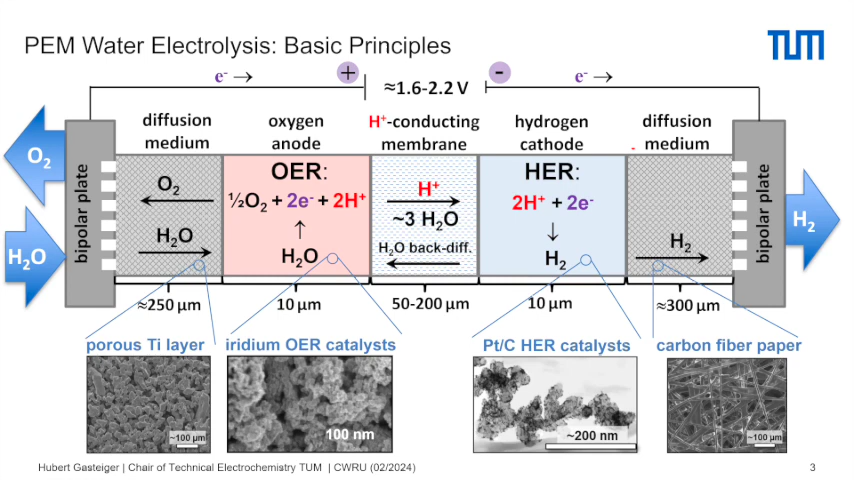 PEM Water Electrolysis: Basic Principles
TUM
e⁻ →
+
≈1.6-2.2 V
-
e⁻ →
diffusion
medium
oxygen
anode
H⁺-conducting
membrane
hydrogen
cathode
diffusion
medium
O₂
H₂O
bipolar plate
O₂
H₂O
OER:
½O₂ + 2e⁻ + 2H⁺
↑
H₂O
H⁺
~3 H₂O
H₂O back-diff.
HER:
2H⁺ + 2e⁻
↓
H₂
H₂
bipolar plate
H₂
≈250 µm
10 µm
50-200 µm
10 µm
≈300 µm
porous Ti layer
iridium OER catalysts
Pt/C HER catalysts
carbon fiber paper
~100 µm
100 nm
~200 nm
~100 µm
Hubert Gasteiger | Chair of Technical Electrochemistry TUM | CWRU (02/2024)
3